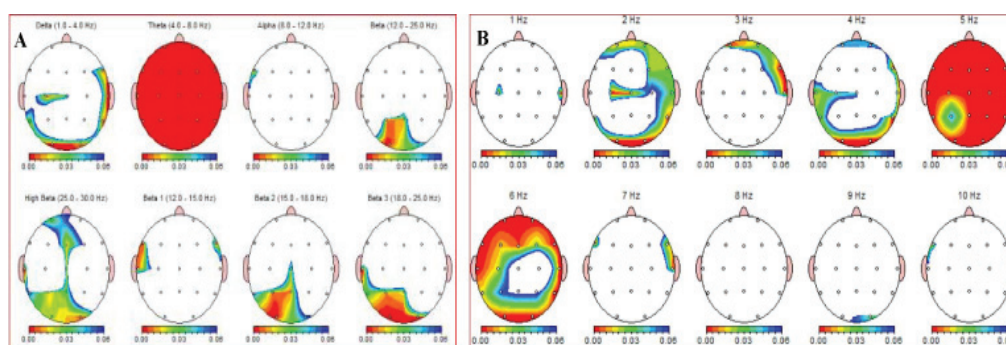 A
Delta (1.0 - 4.0 Hz) Theta (4.0 - 8.0 Hz) Alpha (8.0 - 12.0 Hz) Beta (12.0 - 25.0 Hz)
0.00 0.03 0.06 0.00 0.03 0.06 0.00 0.03 0.06 0.00 0.03 0.06
High Beta (25.0 - 30.0 Hz) Beta 1 (12.0 - 15.0 Hz) Beta 2 (15.0 - 18.0 Hz) Beta 3 (18.0 - 25.0 Hz)
0.00 0.03 0.06 0.00 0.03 0.06 0.00 0.03 0.06 0.00 0.03 0.06
B
1 Hz 2 Hz 3 Hz 4 Hz 5 Hz
0.00 0.03 0.06 0.00 0.03 0.06 0.00 0.03 0.06 0.00 0.03 0.06 0.00 0.03 0.06
6 Hz 7 Hz 8 Hz 9 Hz 10 Hz
0.00 0.03 0.06 0.00 0.03 0.06 0.00 0.03 0.06 0.00 0.03 0.06 0.00 0.03 0.06